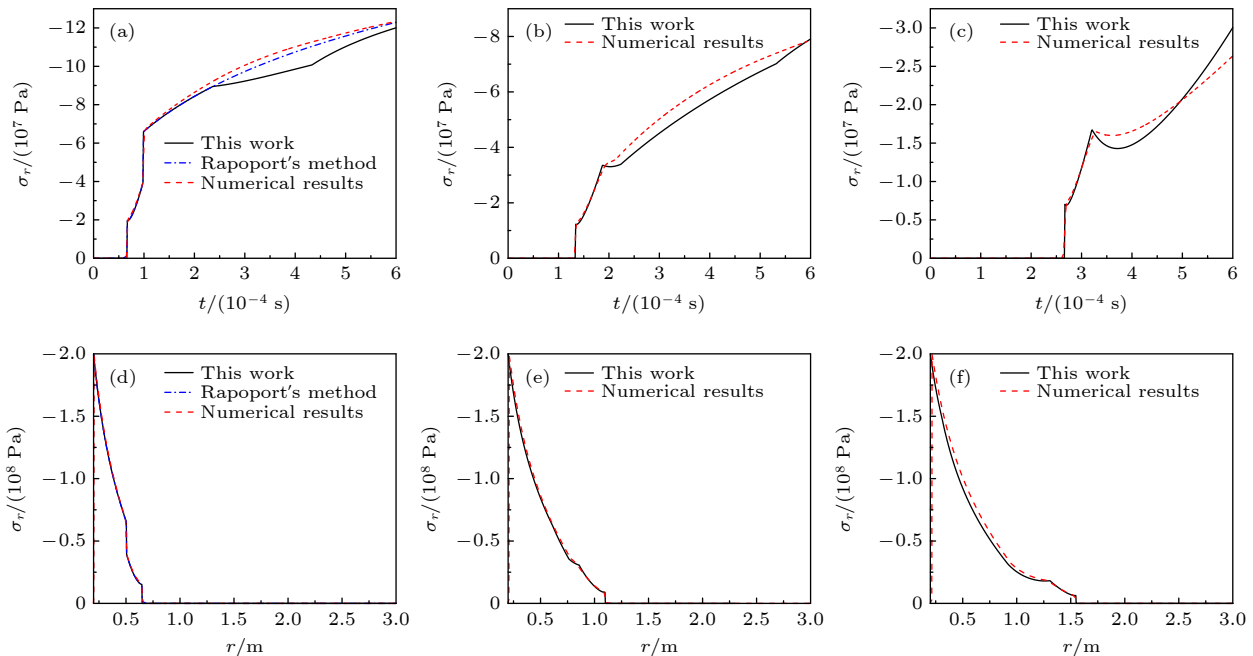 −12
−10
−8
−6
−4
−2
0
σr/(10⁷ Pa)
(a)
This work
Rapoport's method
Numerical results
0 1 2 3 4 5 6
t/(10⁻⁴ s)
−8
−6
−4
−2
0
σr/(10⁷ Pa)
(b)
This work
Numerical results
0 1 2 3 4 5 6
t/(10⁻⁴ s)
−3.0
−2.5
−2.0
−1.5
−1.0
−0.5
0
σr/(10⁷ Pa)
(c)
This work
Numerical results
0 1 2 3 4 5 6
t/(10⁻⁴ s)
−2.0
−1.5
−1.0
−0.5
0
σr/(10⁸ Pa)
(d)
This work
Rapoport's method
Numerical results
0.5 1.0 1.5 2.0 2.5 3.0
r/m
−2.0
−1.5
−1.0
−0.5
0
σr/(10⁸ Pa)
(e)
This work
Numerical results
0.5 1.0 1.5 2.0 2.5 3.0
r/m
−2.0
−1.5
−1.0
−0.5
0
σr/(10⁸ Pa)
(f)
This work
Numerical results
0.5 1.0 1.5 2.0 2.5 3.0
r/m